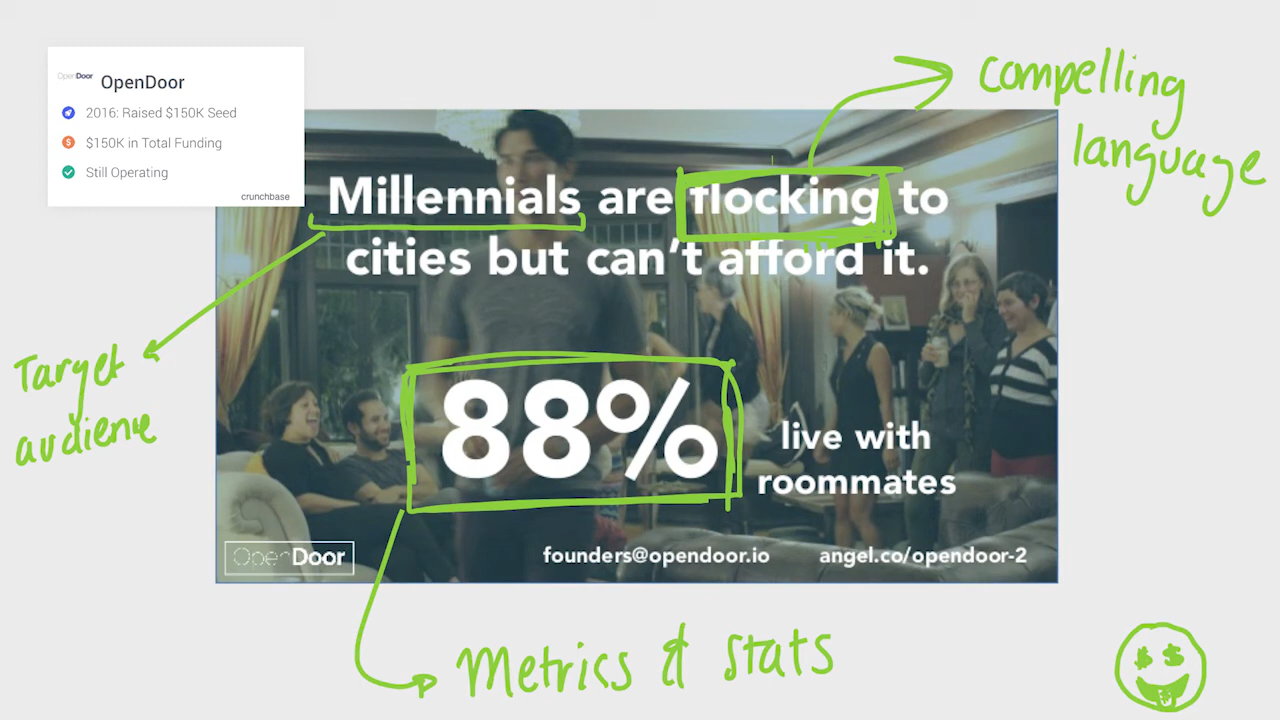 OpenDoor OpenDoor
2016: Raised $150K Seed
$150K in Total Funding
Still Operating
crunchbase
compelling
language
Millennials are flocking to
cities but can't afford it.
Target
audience
88%
live with
roommates
OpenDoor
founders@opendoor.io
angel.co/opendoor-2
Metrics & stats
$ $